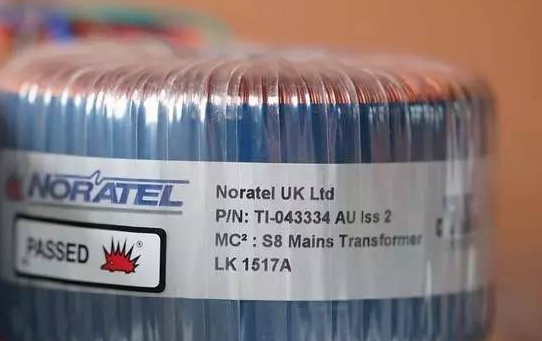 NORATEL
PASSED
Noratel UK Ltd
P/N: TI-043334 AU Iss 2
MC² : S8 Mains Transformer
LK 1517A